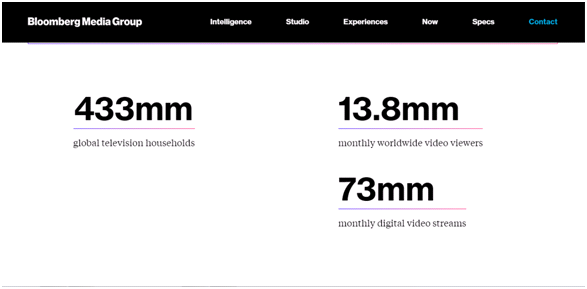 Bloomberg Media Group Intelligence Studio Experiences Now Specs Contact
433mm
global television households
13.8mm
monthly worldwide video viewers
73mm
monthly digital video streams